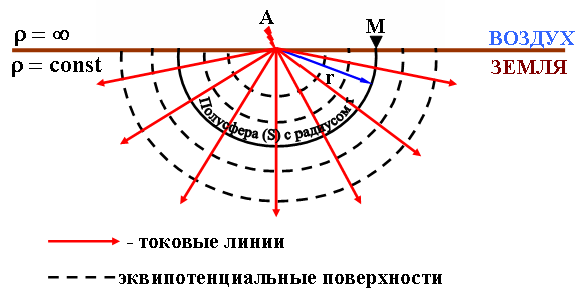 A
M
ρ = ∞
ВОЗДУХ
ρ = const
ЗЕМЛЯ
r
Полусфера (S) с радиусом
- токовые линии
эквипотенциальные поверхности